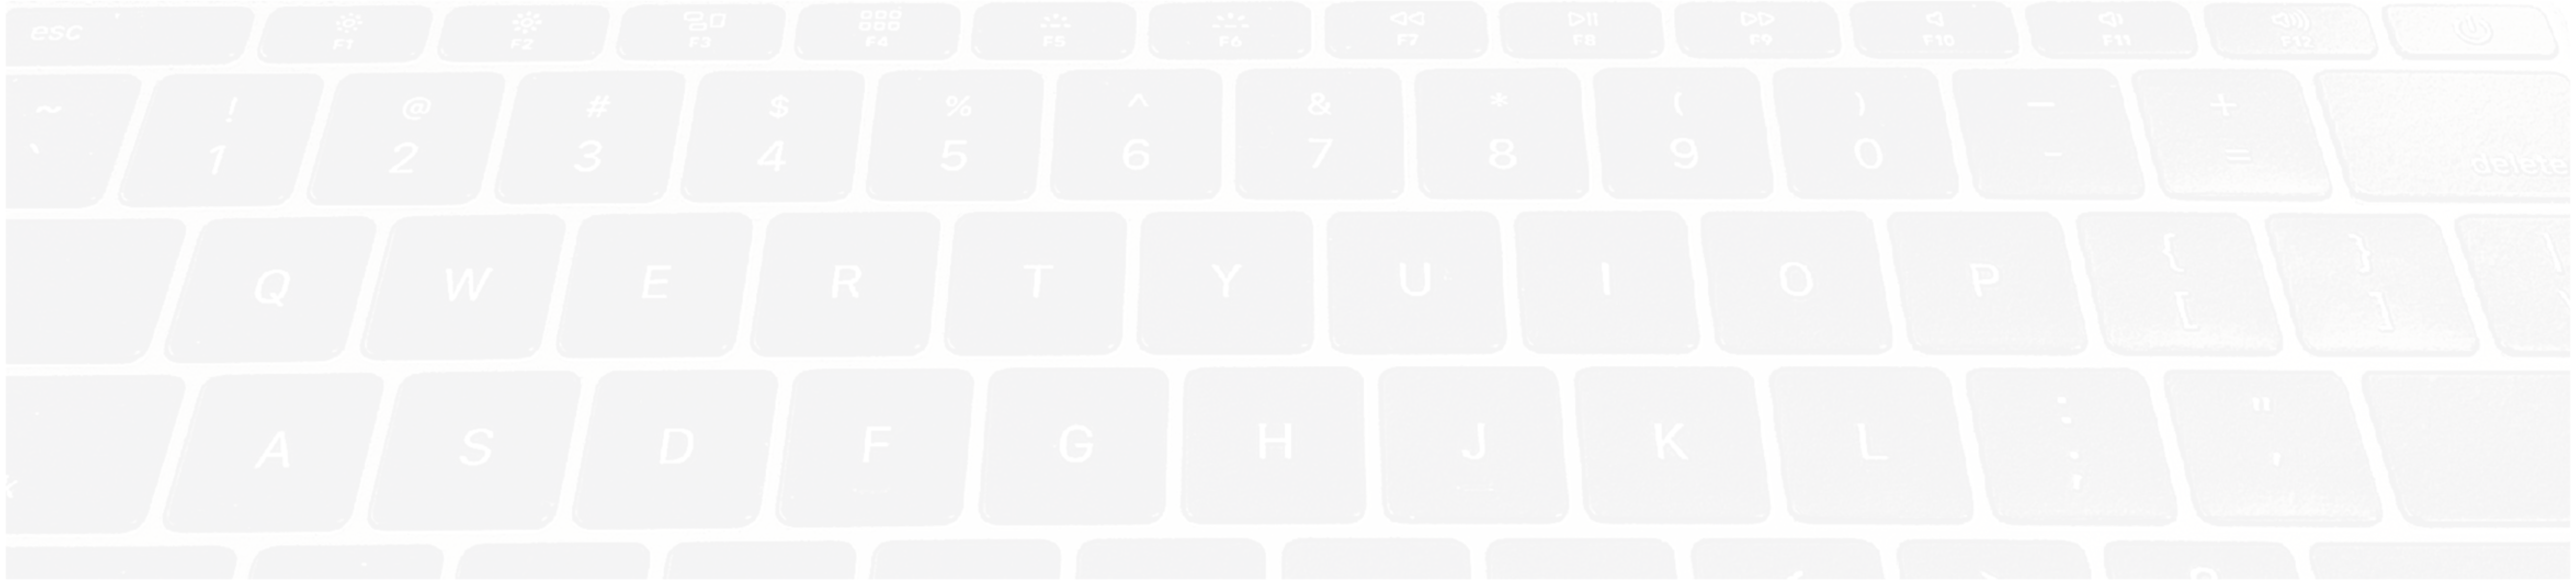 esc F1 F2 F3 F4 F5 F6 F7 F8 F9 F10 F11 F12
~ ! @ # $ % ^ & * ( ) — +
` 1 2 3 4 5 6 7 8 9 0 - = delete
Q W E R T Y U I O P { }
[ ]
A S D F G H J K L : "
; '